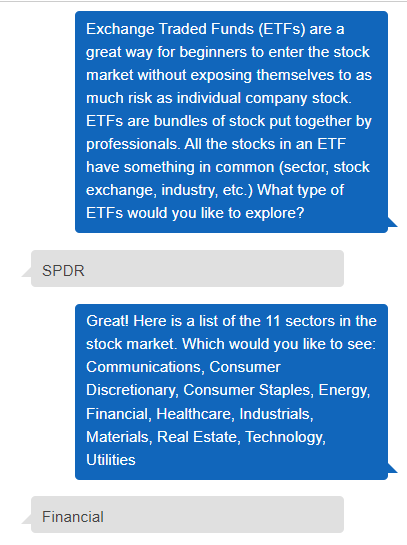 Exchange Traded Funds (ETFs) are a
great way for beginners to enter the stock
market without exposing themselves to as
much risk as individual company stock.
ETFs are bundles of stock put together by
professionals. All the stocks in an ETF
have something in common (sector, stock
exchange, industry, etc.) What type of
ETFs would you like to explore?
SPDR
Great! Here is a list of the 11 sectors in the
stock market. Which would you like to see:
Communications, Consumer
Discretionary, Consumer Staples, Energy,
Financial, Healthcare, Industrials,
Materials, Real Estate, Technology,
Utilities
Financial